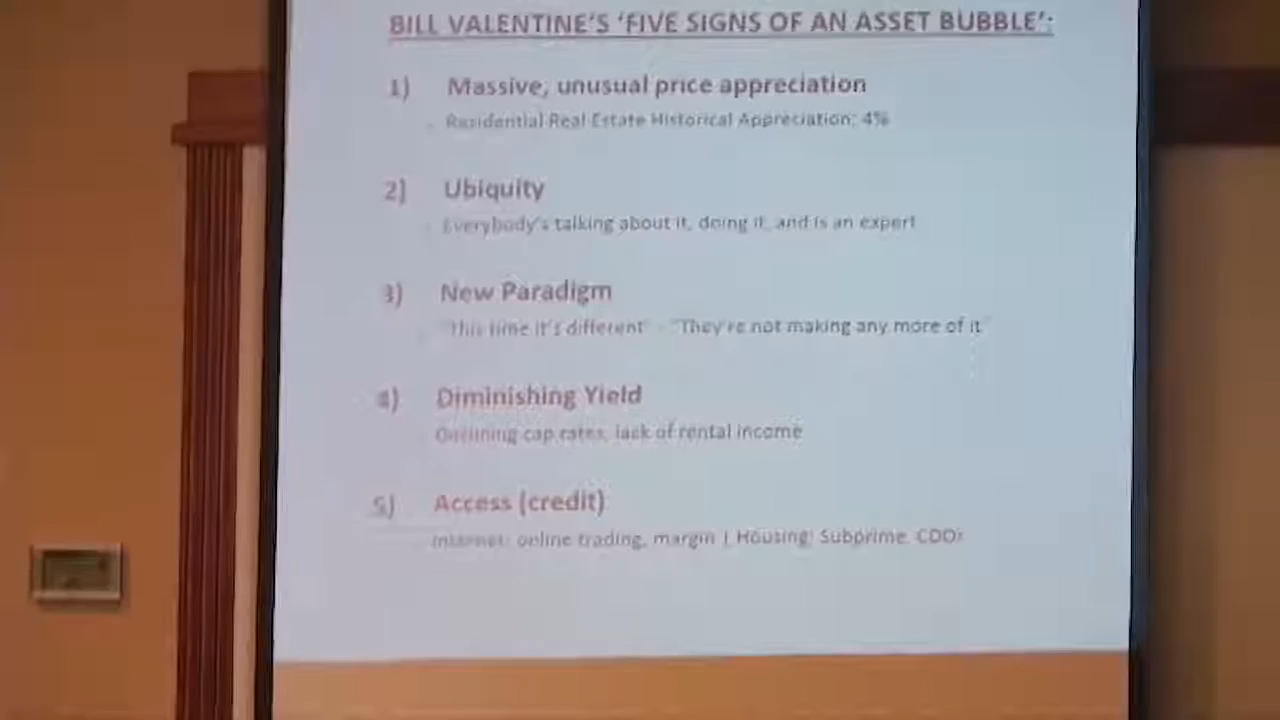 BILL VALENTINE'S 'FIVE SIGNS OF AN ASSET BUBBLE':
1) Massive, unusual price appreciation
Residential Real Estate Historical Appreciation: 4%
2) Ubiquity
Everybody's talking about it, doing it, and is an expert
3) New Paradigm
"This time it's different" - "They're not making any more of it"
4) Diminishing Yield
Declining cap rates, lack of rental income
5) Access (credit)
Internet: online trading, margin | Housing: Subprime, CDOs